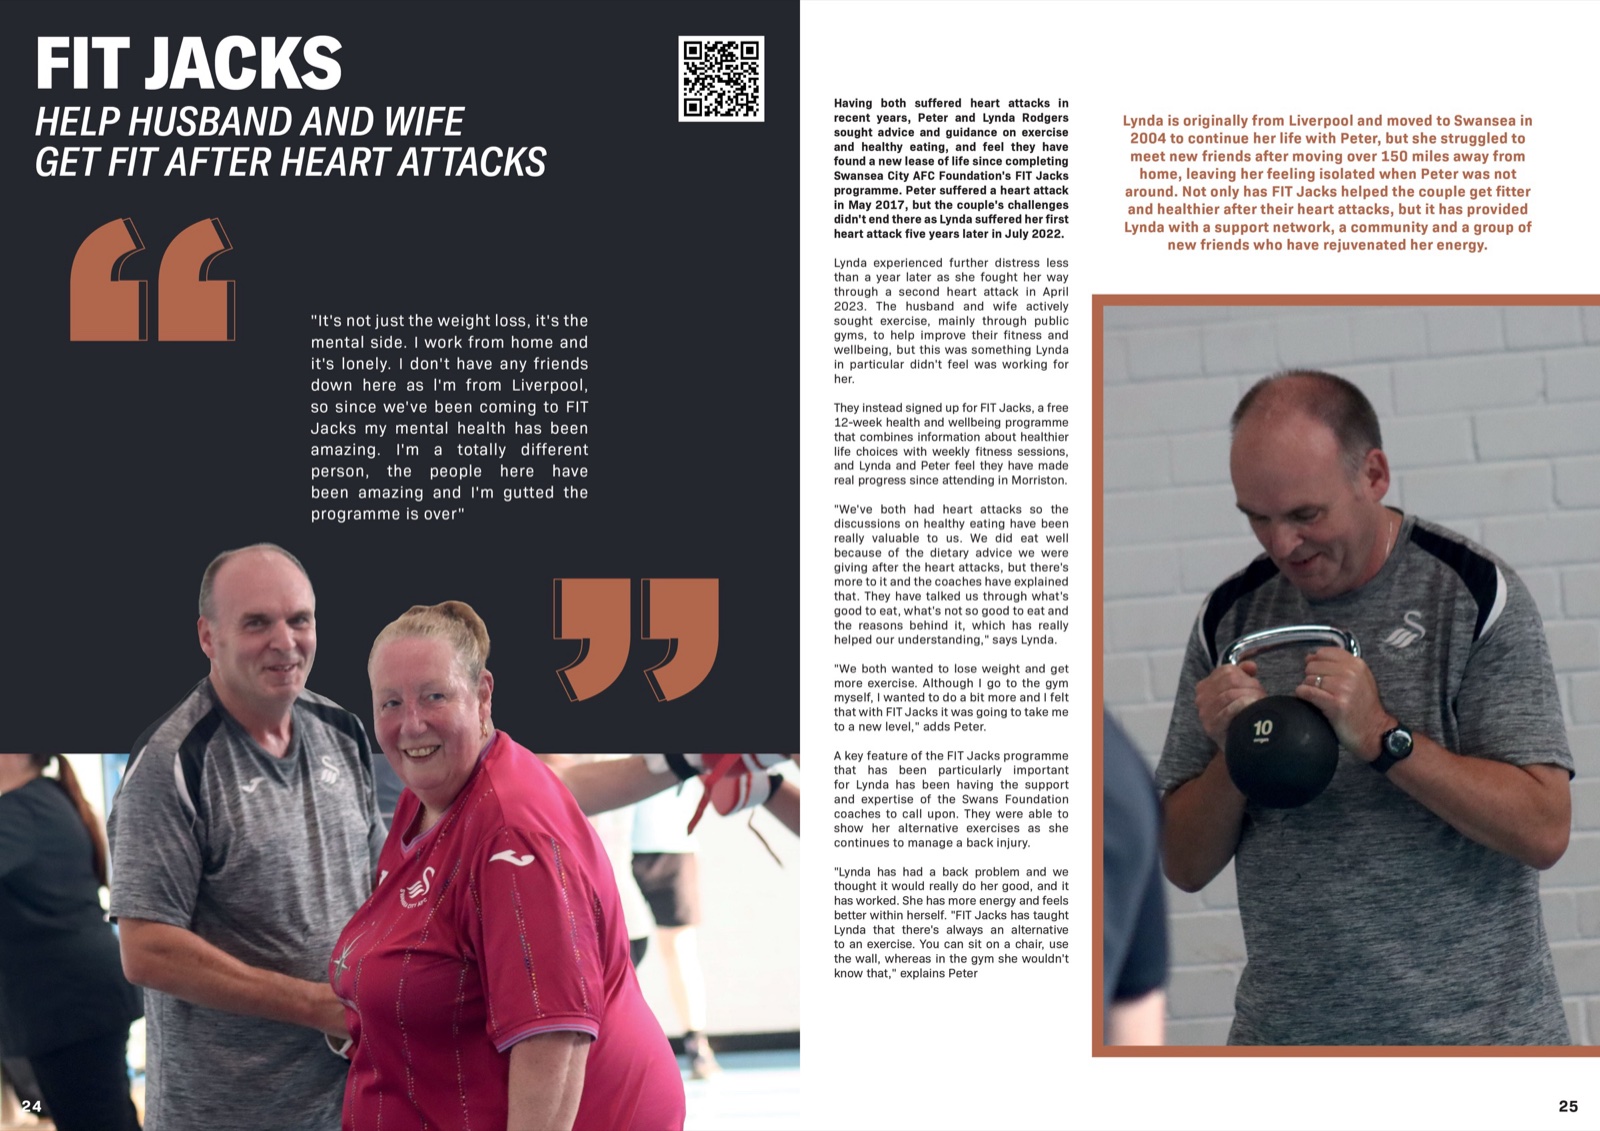 FIT JACKS
HELP HUSBAND AND WIFE
GET FIT AFTER HEART ATTACKS
"It's not just the weight loss, it's the
mental side. I work from home and
it's lonely. I don't have any friends
down here as I'm from Liverpool,
so since we've been coming to FIT
Jacks my mental health has been
amazing. I'm a totally different
person, the people here have
been amazing and I'm gutted the
programme is over"
24
Having both suffered heart attacks in
recent years, Peter and Lynda Rodgers
sought advice and guidance on exercise
and healthy eating, and feel they have
found a new lease of life since completing
Swansea City AFC Foundation's FIT Jacks
programme. Peter suffered a heart attack
in May 2017, but the couple's challenges
didn't end there as Lynda suffered her first
heart attack five years later in July 2022.
Lynda experienced further distress less
than a year later as she fought her way
through a second heart attack in April
2023. The husband and wife actively
sought exercise, mainly through public
gyms, to help improve their fitness and
wellbeing, but this was something Lynda
in particular didn't feel was working for
her.
They instead signed up for FIT Jacks, a free
12-week health and wellbeing programme
that combines information about healthier
life choices with weekly fitness sessions,
and Lynda and Peter feel they have made
real progress since attending in Morriston.
"We've both had heart attacks so the
discussions on healthy eating have been
really valuable to us. We did eat well
because of the dietary advice we were
giving after the heart attacks, but there's
more to it and the coaches have explained
that. They have talked us through what's
good to eat, what's not so good to eat and
the reasons behind it, which has really
helped our understanding," says Lynda.
"We both wanted to lose weight and get
more exercise. Although I go to the gym
myself, I wanted to do a bit more and I felt
that with FIT Jacks it was going to take me
to a new level," adds Peter.
A key feature of the FIT Jacks programme
that has been particularly important
for Lynda has been having the support
and expertise of the Swans Foundation
coaches to call upon. They were able to
show her alternative exercises as she
continues to manage a back injury.
"Lynda has had a back problem and we
thought it would really do her good, and it
has worked. She has more energy and feels
better within herself. "FIT Jacks has taught
Lynda that there's always an alternative
to an exercise. You can sit on a chair, use
the wall, whereas in the gym she wouldn't
know that," explains Peter
Lynda is originally from Liverpool and moved to Swansea in
2004 to continue her life with Peter, but she struggled to
meet new friends after moving over 150 miles away from
home, leaving her feeling isolated when Peter was not
around. Not only has FIT Jacks helped the couple get fitter
and healthier after their heart attacks, but it has provided
Lynda with a support network, a community and a group of
new friends who have rejuvenated her energy.
10
25